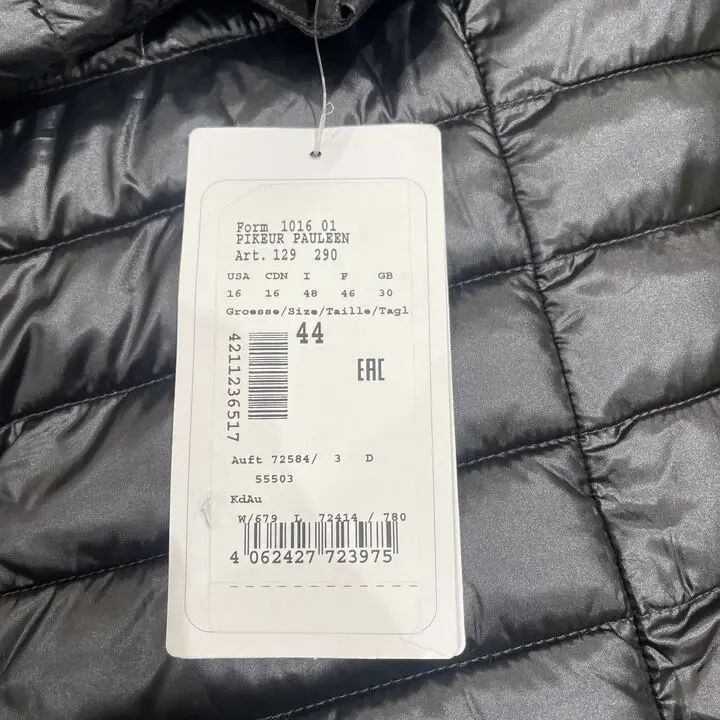 Form 1016 01
PIKEUR PAULEEN
Art. 129 290
USA CDN I F GB
16 16 48 46 30
Groesse/Size/Taille/Tagl
44
4211236517
EAC
Auft 72584/ 3 D
55503
KdAu
W/679 L 72414 / 780
4 062427 723975